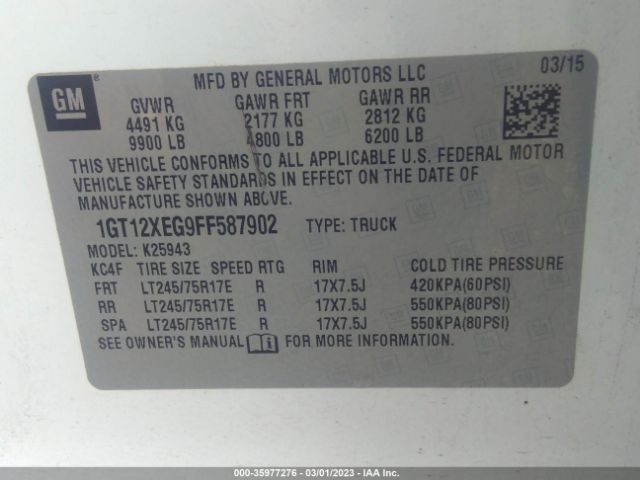 GM ®
MFD BY GENERAL MOTORS LLC 03/15
GVWR GAWR FRT GAWR RR
4491 KG 2177 KG 2812 KG
9900 LB 800 LB 6200 LB
THIS VEHICLE CONFORMS TO ALL APPLICABLE U.S. FEDERAL MOTOR
VEHICLE SAFETY STANDARDS IN EFFECT ON THE DATE OF
MANUFACTURE SHOWN ABOVE.
1GT12XEG9FF587902 TYPE: TRUCK
MODEL: K25943
KC4F TIRE SIZE SPEED RTG RIM COLD TIRE PRESSURE
FRT LT245/75R17E R 17X7.5J 420KPA(60PSI)
RR LT245/75R17E R 17X7.5J 550KPA(80PSI)
SPA LT245/75R17E R 17X7.5J 550KPA(80PSI)
SEE OWNER'S MANUAL FOR MORE INFORMATION.
000-35977276 - 03/01/2023 - IAA Inc.